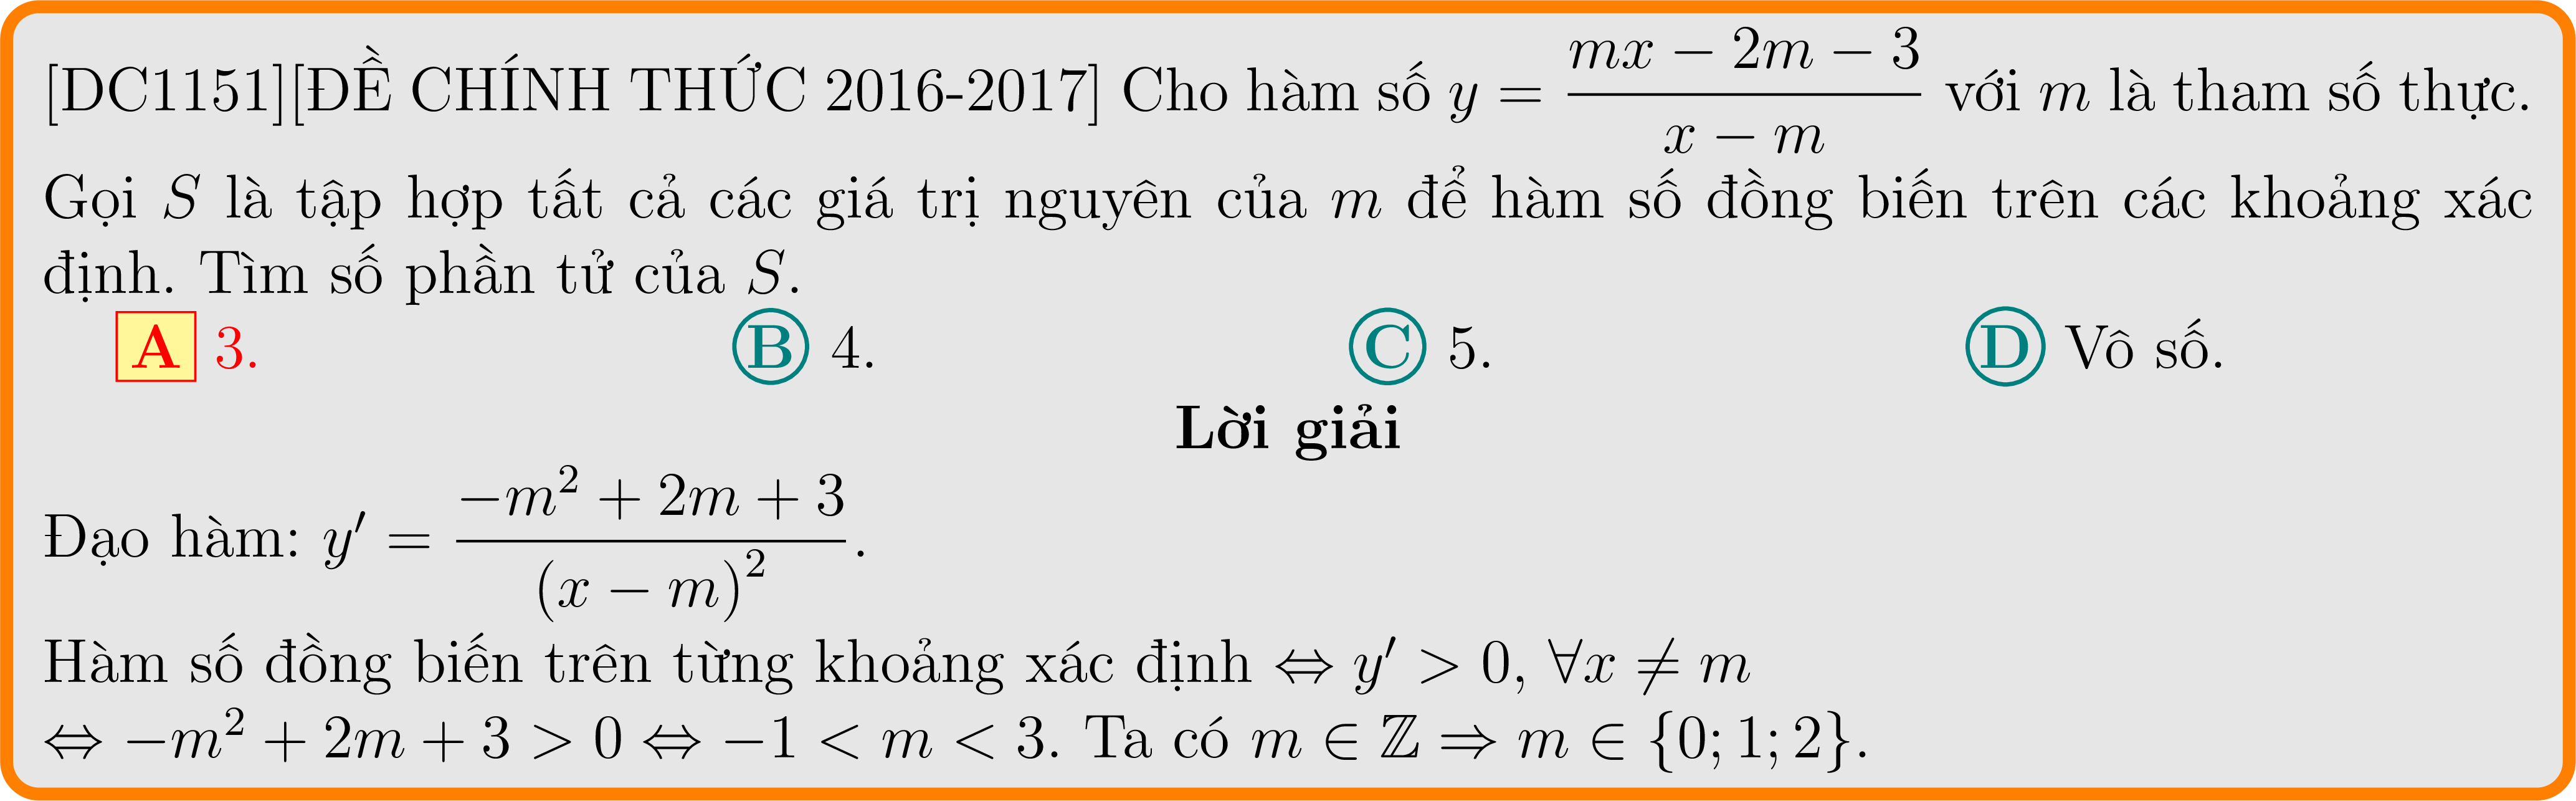 [DC1151][ĐỀ CHÍNH THỨC 2016-2017] Cho hàm số $y = \dfrac{mx - 2m - 3}{x - m}$ với $m$ là tham số thực.
Gọi $S$ là tập hợp tất cả các giá trị nguyên của $m$ để hàm số đồng biến trên các khoảng xác
định. Tìm số phần tử của $S$.
A 3. B 4. C 5. D Vô số.
Lời giải
Đạo hàm: $y' = \dfrac{-m^2 + 2m + 3}{(x - m)^2}$.
Hàm số đồng biến trên từng khoảng xác định $\Leftrightarrow y' > 0, \forall x \neq m$
$\Leftrightarrow -m^2 + 2m + 3 > 0 \Leftrightarrow -1 < m < 3$. Ta có $m \in \mathbb{Z} \Rightarrow m \in \{0; 1; 2\}$.